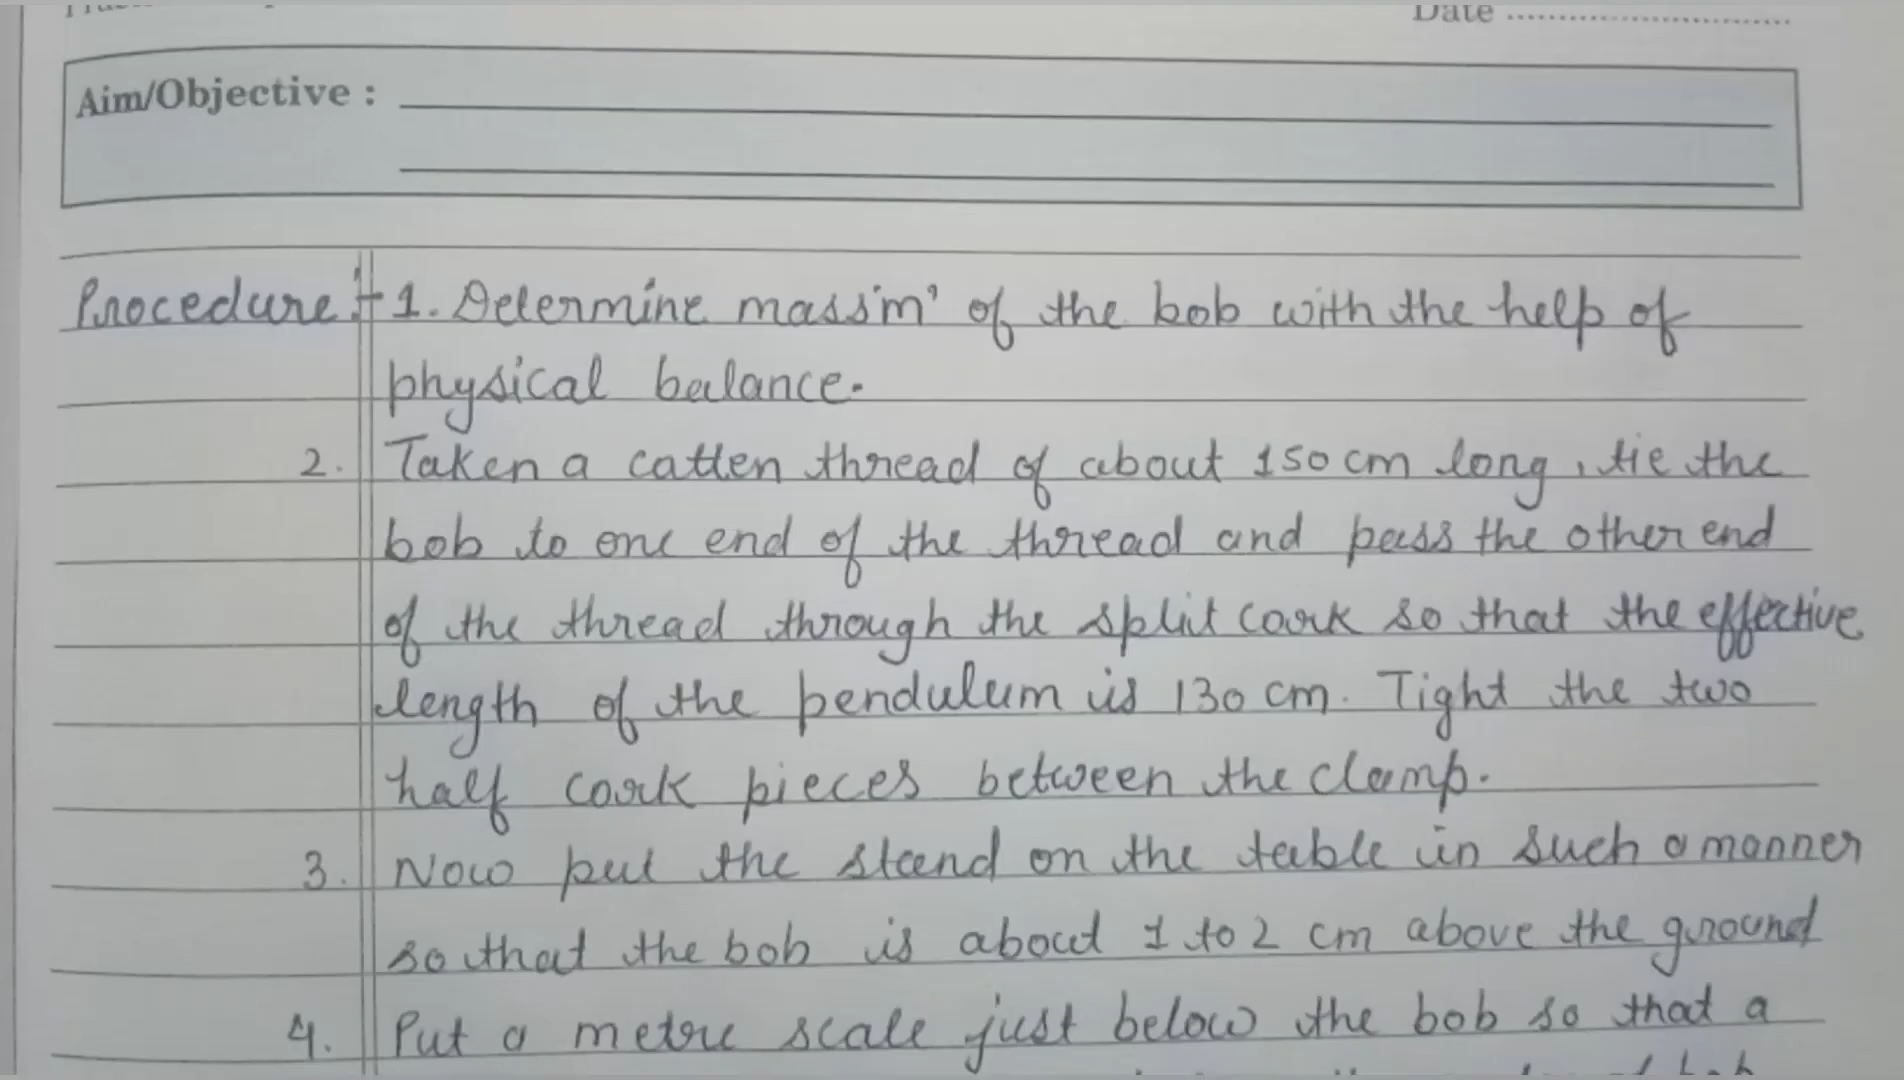 Date
Aim/Objective :
Procedure :- 1. Determine mass 'm' of the bob with the help of
physical balance.
2. Taken a catten thread of about 150 cm long, tie the
bob to one end of the thread and pass the other end
of the thread through the split cork so that the effective
length of the pendulum is 130 cm. Tight the two
half cork pieces between the clamp.
3. Now put the stand on the table in such a manner
so that the bob is about 1 to 2 cm above the ground
4. Put a metre scale just below the bob so that a